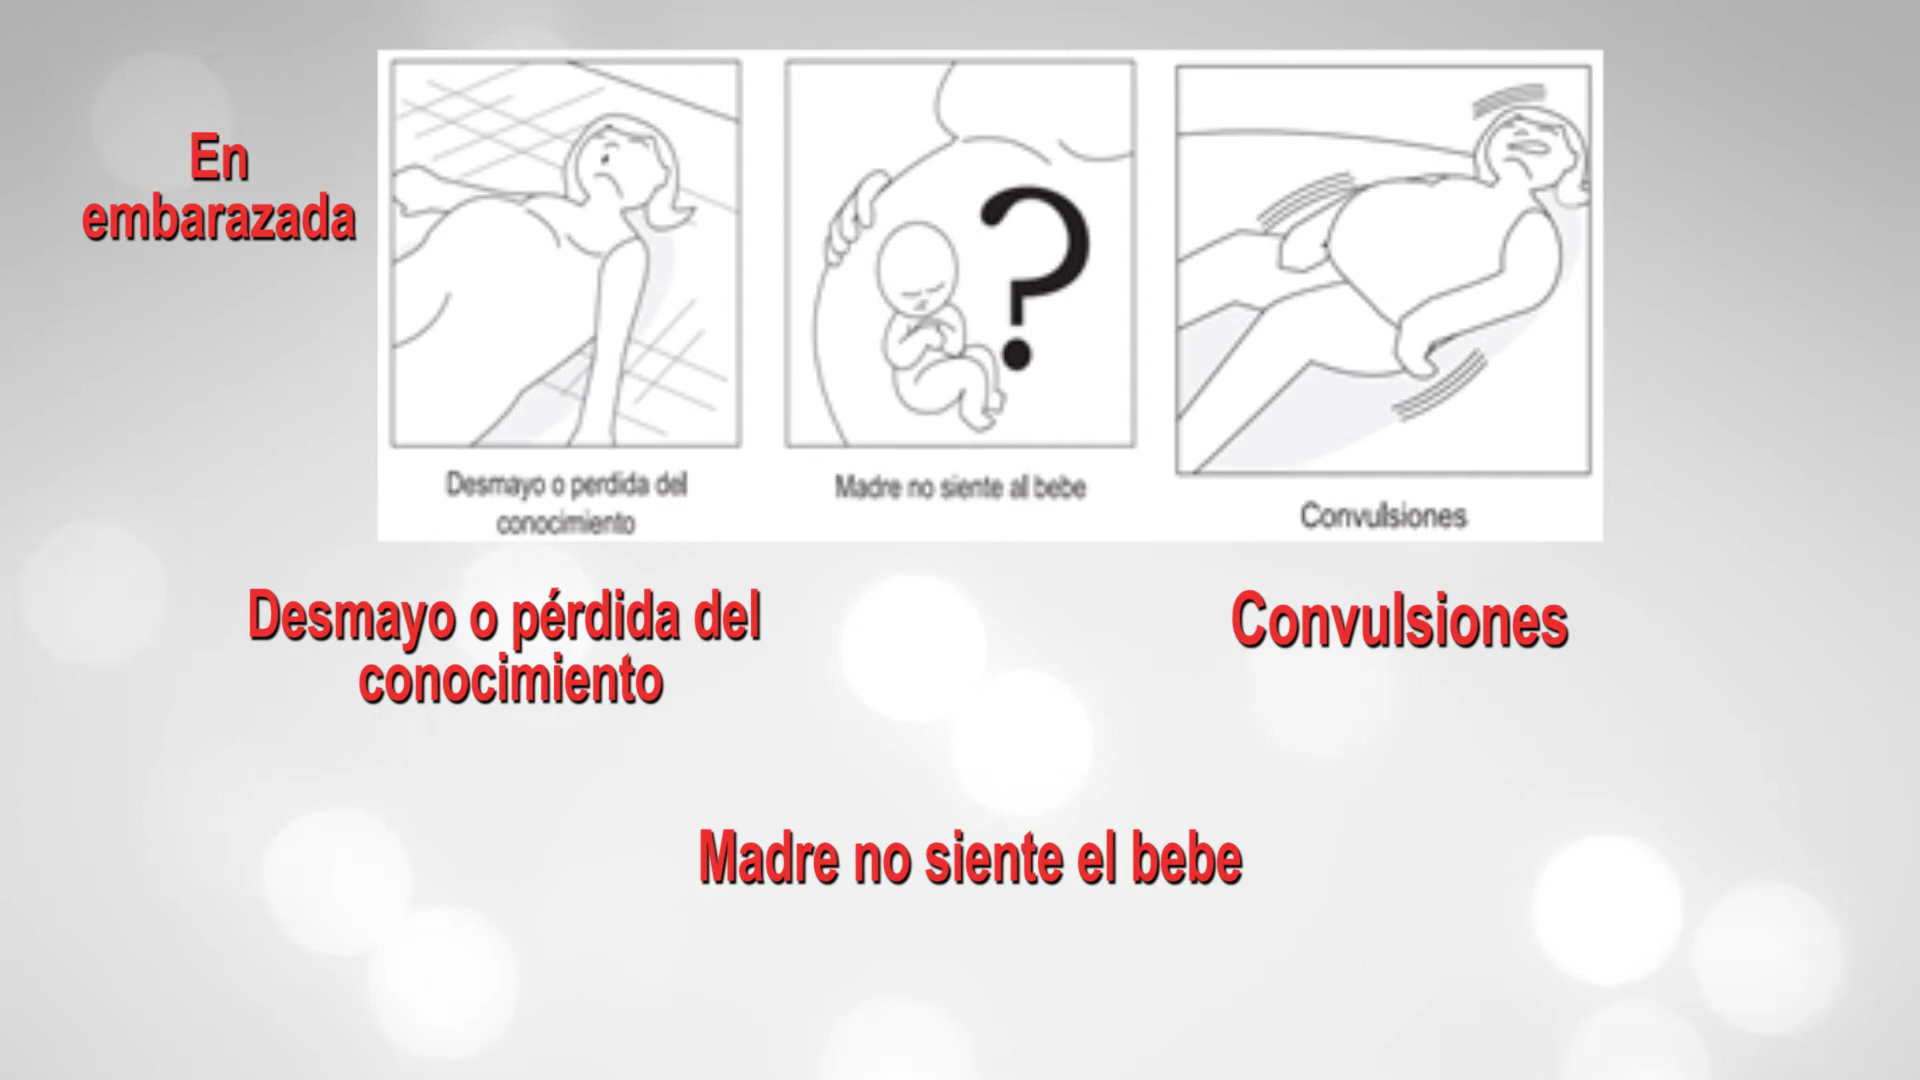 En
embarazada
Desmayo o perdida del
conocimiento
Madre no siente al bebe
Convulsiones
Desmayo o pérdida del
conocimiento
Convulsiones
Madre no siente el bebe